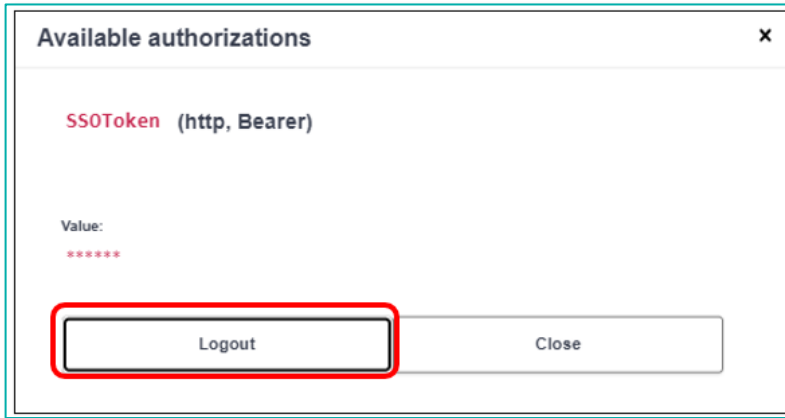 Available authorizations x
SSOToken (http, Bearer)
Value:
******
Logout Close